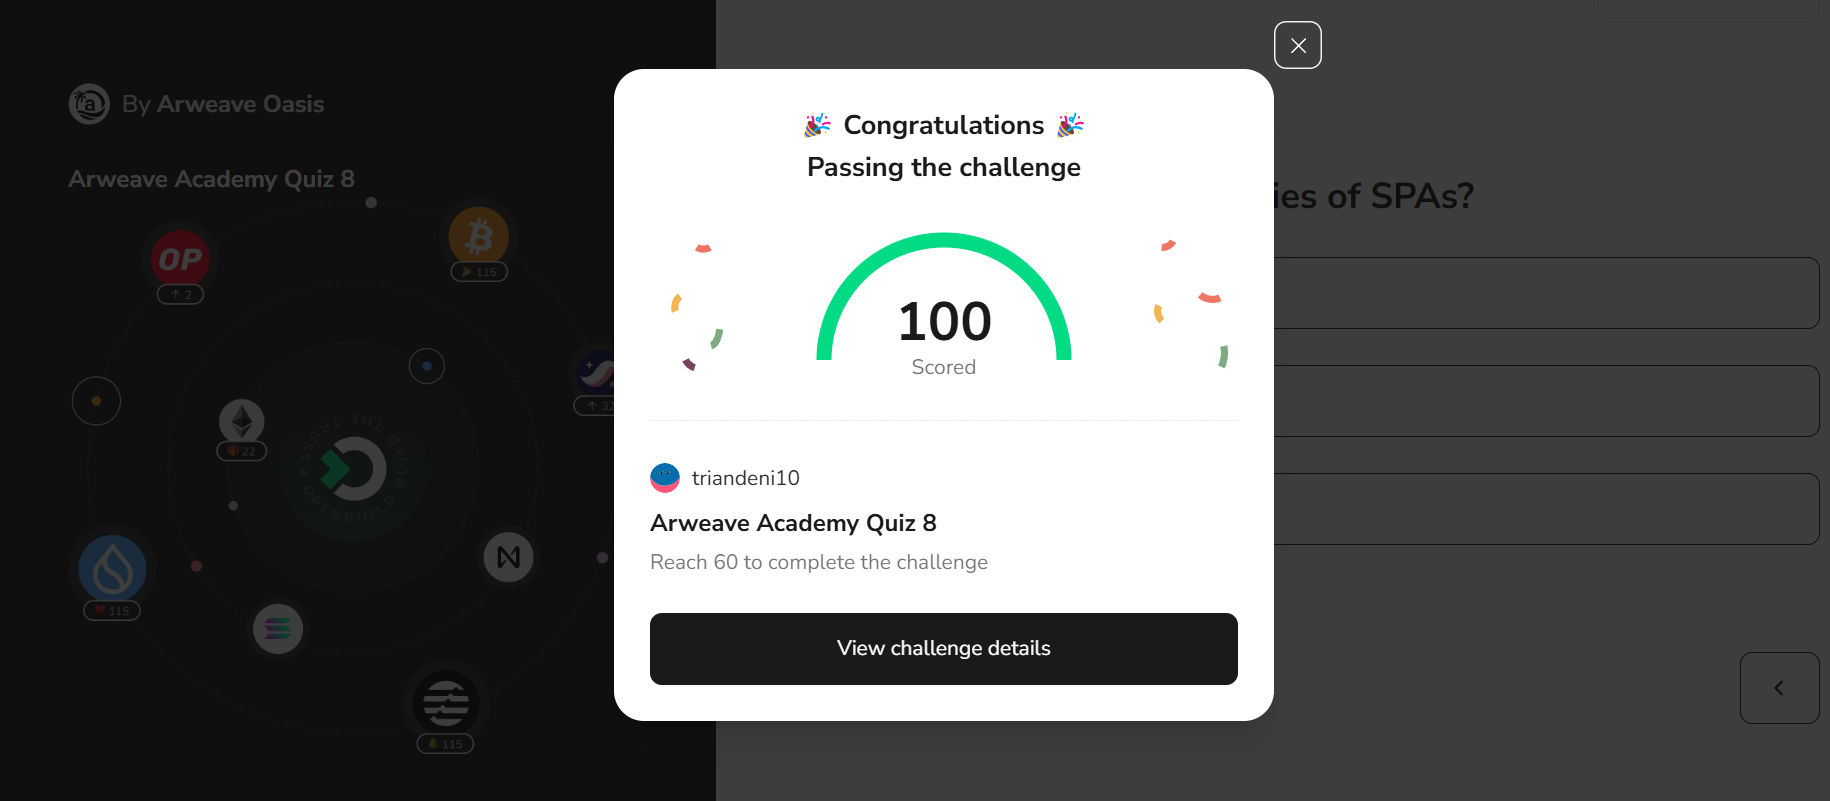 By Arweave Oasis
Arweave Academy Quiz 8
OP
2
115
32
22
BUILD THE TRUST
OPENBUILD
115
115
Congratulations
Passing the challenge
100
Scored
triandeni10
Arweave Academy Quiz 8
Reach 60 to complete the challenge
View challenge details
of SPAs?